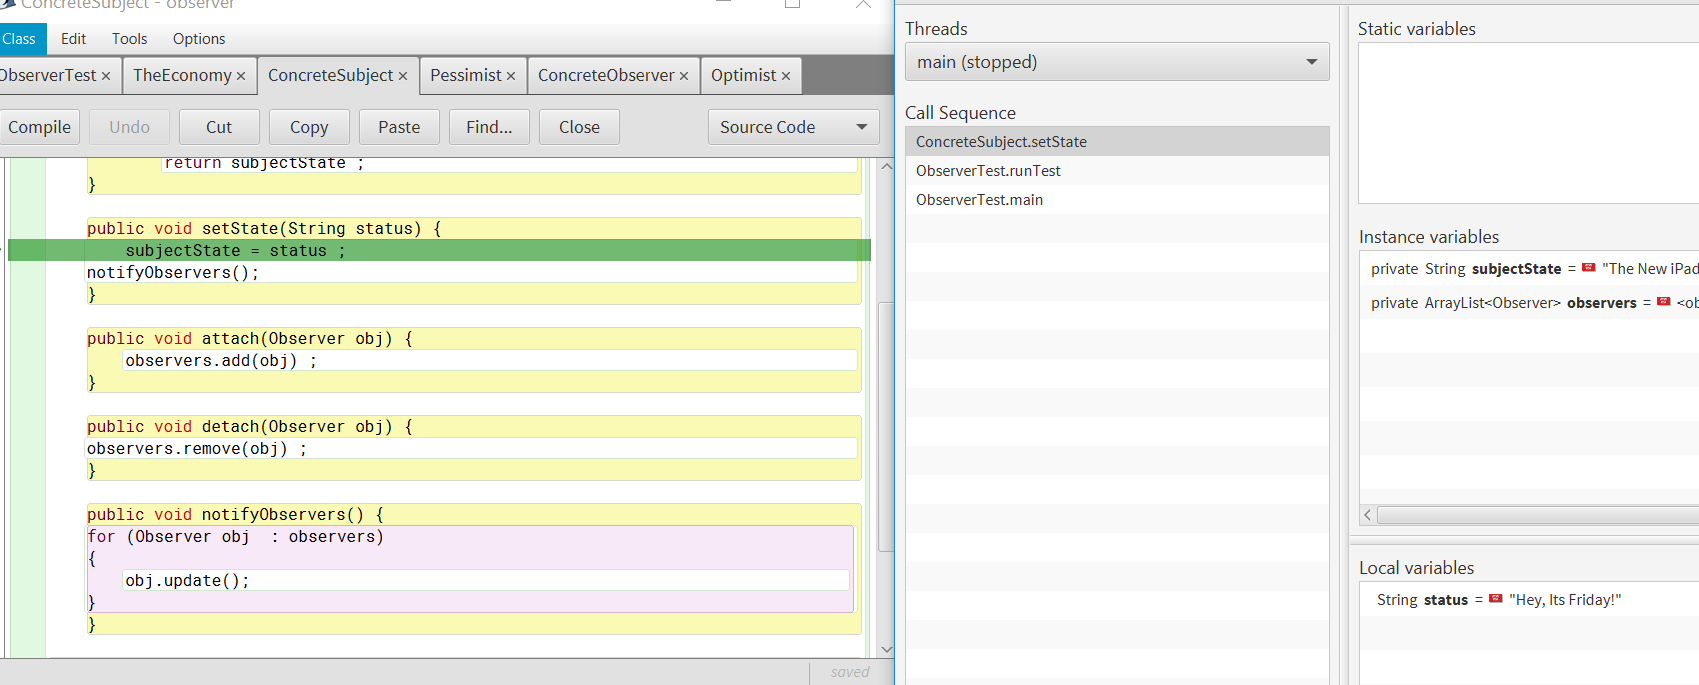 ConcreteSubject - observer
Class Edit Tools Options
ObserverTest × TheEconomy × ConcreteSubject × Pessimist × ConcreteObserver × Optimist ×
Compile Undo Cut Copy Paste Find... Close Source Code
return subjectState ;
}
public void setState(String status) {
subjectState = status ;
notifyObservers();
}
public void attach(Observer obj) {
observers.add(obj) ;
}
public void detach(Observer obj) {
observers.remove(obj) ;
}
public void notifyObservers() {
for (Observer obj  : observers)
{
obj.update();
}
}
saved
Threads
main (stopped)
Call Sequence
ConcreteSubject.setState
ObserverTest.runTest
ObserverTest.main
Static variables
Instance variables
private String subjectState = "The New iPad
private ArrayList<Observer> observers = <ob
Local variables
String status = "Hey, Its Friday!"